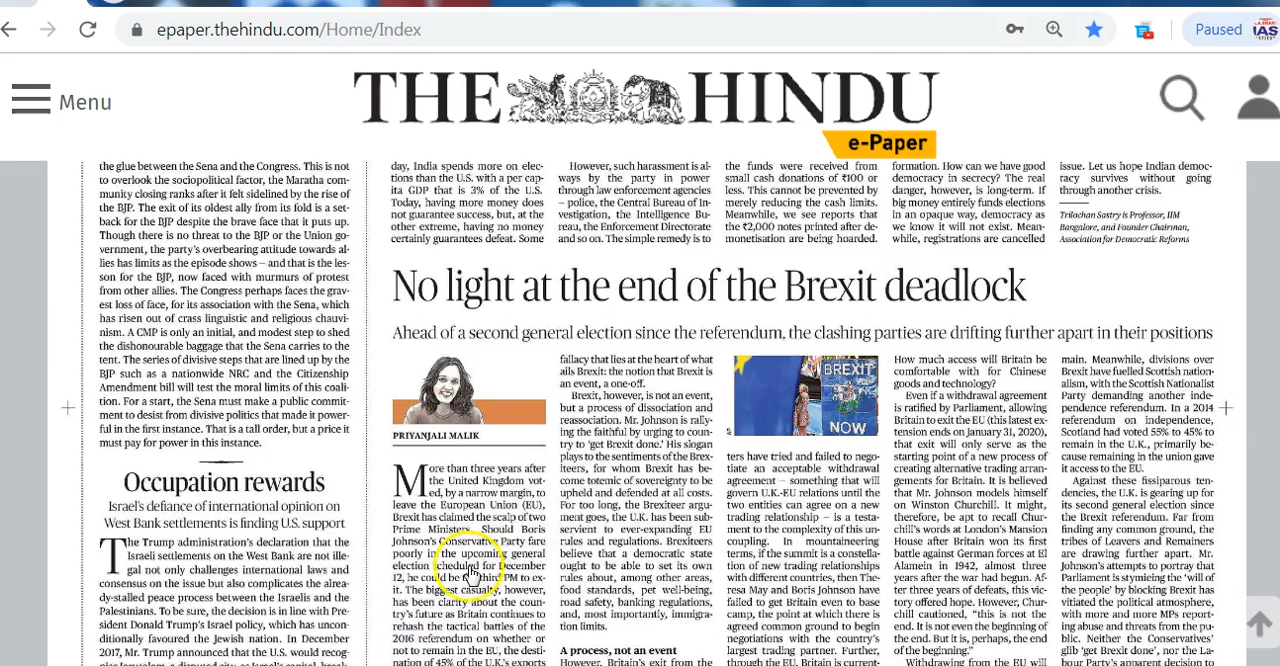 epaper.thehindu.com/Home/Index
Paused
IAS
Menu
THE HINDU
e-Paper
the glue between the Sena and the Congress. This is not
to overlook the sociopolitical factor, the Maratha com-
munity closing ranks after it felt sidelined by the rise of
the BJP. The exit of its oldest ally from its fold is a set-
back for the BJP despite the brave face that it puts up.
Though there is no threat to the BJP or the Union go-
vernment, the party's overbearing attitude towards al-
lies has limits as the episode shows – and that is the les-
son for the BJP, now faced with murmurs of protest
from other allies. The Congress perhaps faces the grav-
est loss of face, for its association with the Sena, which
has risen out of crass linguistic and religious chauvi-
nism. A CMP is only an initial, and modest step to shed
the dishonourable baggage that the Sena carries to the
tent. The series of divisive steps that are lined up by the
BJP such as a nationwide NRC and the Citizenship
Amendment bill will test the moral limits of this coali-
tion. For a start, the Sena must make a public commit-
ment to desist from divisive politics that made it power-
ful in the first instance. That is a tall order, but a price it
must pay for power in this instance.
Occupation rewards
Israel's defiance of international opinion on
West Bank settlements is finding U.S. support
The Trump administration's declaration that the
Israeli settlements on the West Bank are not ille-
gal not only challenges international laws and
consensus on the issue but also complicates the alrea-
dy-stalled peace process between the Israelis and the
Palestinians. To be sure, the decision is in line with Pre-
sident Donald Trump's Israel policy, which has uncon-
ditionally favoured the Jewish nation. In December
2017, Mr. Trump announced that the U.S. would recog-
day, India spends more on elec-
tions than the U.S. with a per cap-
ita GDP that is 3% of the U.S.
Today, having more money does
not guarantee success, but, at the
other extreme, having no money
certainly guarantees defeat. Some
However, such harassment is al-
ways by the party in power
through law enforcement agencies
– police, the Central Bureau of In-
vestigation, the Intelligence Bu-
reau, the Enforcement Directorate
and so on. The simple remedy is to
the funds were received from
small cash donations of ₹100 or
less. This cannot be prevented by
merely reducing the cash limits.
Meanwhile, we see reports that
the ₹2,000 notes printed after de-
monetisation are being hoarded.
formation. How can we have good
democracy in secrecy? The real
danger, however, is long-term. If
big money entirely funds elections
in an opaque way, democracy as
we know it will not exist. Mean-
while, registrations are cancelled
issue. Let us hope Indian democ-
racy survives without going
through another crisis.
Trilochan Sastry is Professor, IIM
Bangalore, and Founder Chairman,
Association for Democratic Reforms
No light at the end of the Brexit deadlock
Ahead of a second general election since the referendum, the clashing parties are drifting further apart in their positions
PRIYANJALI MALIK
More than three years after
the United Kingdom vot-
ed, by a narrow margin, to
leave the European Union (EU),
Brexit has claimed the scalp of two
Prime Ministers. Should Boris
Johnson's Conservative Party fare
poorly in the upcoming general
election scheduled for December
12, he could be PM to ex-
it. The biggest casualty, however,
has been clarity about the coun-
try's future as Britain continues to
rehash the tactical battles of the
2016 referendum on whether or
not to remain in the EU, the desti-
nation of 45% of the U.K.'s exports
fallacy that lies at the heart of what
ails Brexit: the notion that Brexit is
an event, a one-off.
Brexit, however, is not an event,
but a process of dissociation and
reassociation. Mr. Johnson is rally-
ing the faithful by urging to coun-
try to 'get Brexit done.' His slogan
plays to the sentiments of the Brex-
iteers, for whom Brexit has be-
come totemic of sovereignty to be
upheld and defended at all costs.
For too long, the Brexiteer argu-
ment goes, the U.K. has been sub-
servient to ever-expanding EU
rules and regulations. Brexiteers
believe that a democratic state
ought to be able to set its own
rules about, among other areas,
food standards, pet well-being,
road safety, banking regulations,
and, most importantly, immigra-
tion limits.
A process, not an event
However, Britain's exit from the
BREXIT
NOW
ters have tried and failed to nego-
tiate an acceptable withdrawal
agreement – something that will
govern U.K.-EU relations until the
two entities can agree on a new
trading relationship – is a testa-
ment to the complexity of this un-
coupling. In mountaineering
terms, if the summit is a constella-
tion of new trading relationships
with different countries, then The-
resa May and Boris Johnson have
failed to get Britain even to base
camp, the point at which there is
agreed common ground to begin
negotiations with the country's
largest trading partner. Further,
through the EU, Britain is current-
How much access will Britain be
comfortable with for Chinese
goods and technology?
Even if a withdrawal agreement
is ratified by Parliament, allowing
Britain to exit the EU (this latest ex-
tension ends on January 31, 2020),
that exit will only serve as the
starting point of a new process of
creating alternative trading arran-
gements for Britain. It is believed
that Mr. Johnson models himself
on Winston Churchill. It might,
therefore, be apt to recall Chur-
chill's words at London's Mansion
House after Britain won its first
battle against German forces at El
Alamein in 1942, almost three
years after the war had begun. Af-
ter three years of defeats, this vic-
tory offered hope. However, Chur-
chill cautioned, “this is not the
end. It is not even the beginning of
the end. But it is, perhaps, the end
of the beginning.”
Withdrawing from the EU will
main. Meanwhile, divisions over
Brexit have fuelled Scottish nation-
alism, with the Scottish Nationalist
Party demanding another inde-
pendence referendum. In a 2014
referendum on independence,
Scotland had voted 55% to 45% to
remain in the U.K., primarily be-
cause remaining in the union gave
it access to the EU.
Against these fissiparous ten-
dencies, the U.K. is gearing up for
its second general election since
the Brexit referendum. Far from
finding any common ground, the
tribes of Leavers and Remainers
are drawing further apart. Mr.
Johnson's attempts to portray that
Parliament is stymieing the 'will of
the people' by blocking Brexit has
vitiated the political atmosphere,
with more and more MPs report-
ing abuse and threats from the pu-
blic. Neither the Conservatives'
glib 'get Brexit done', nor the La-
bour Party's apparent decision to